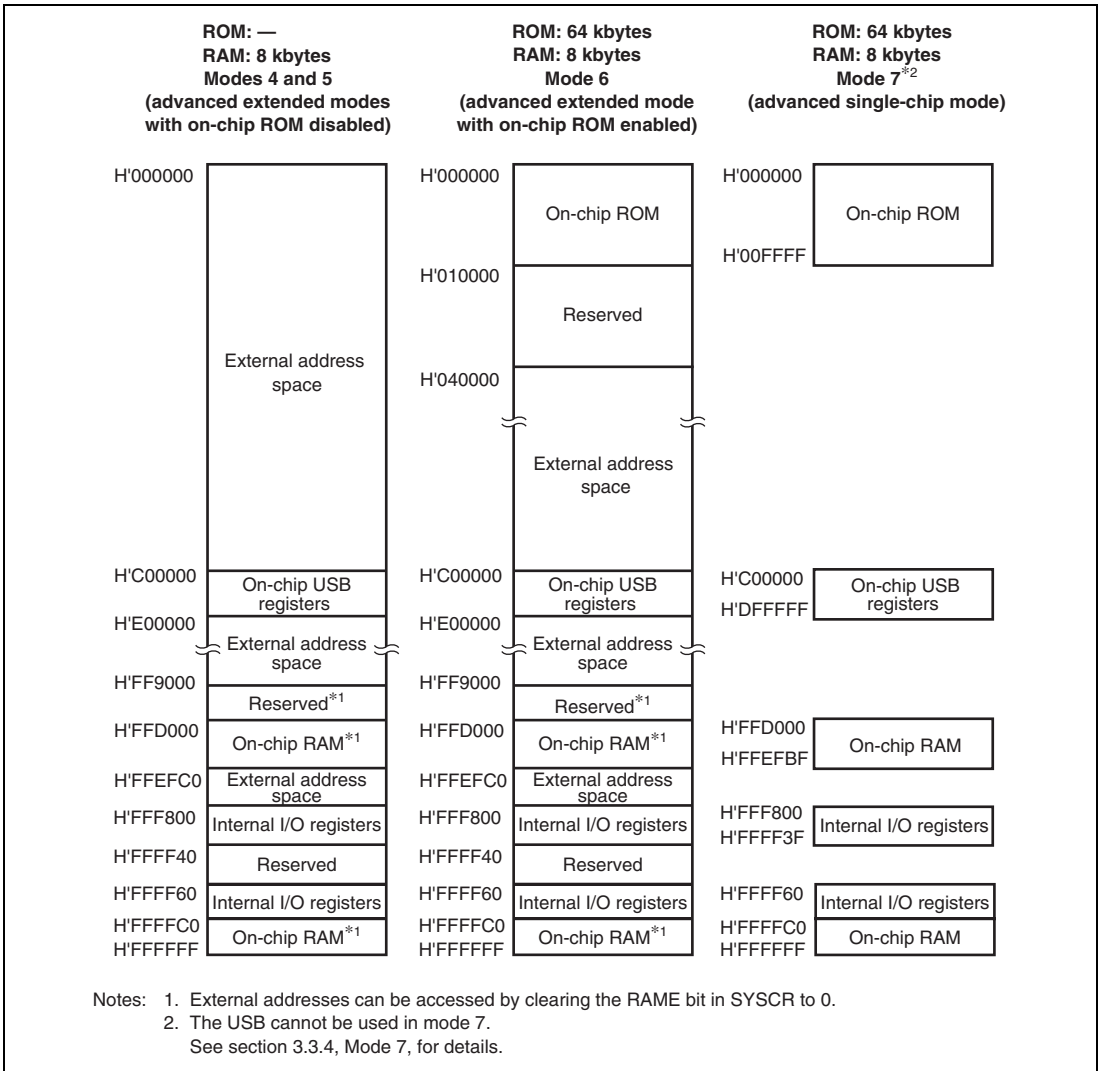 ROM: —
RAM: 8 kbytes
Modes 4 and 5
(advanced extended modes
with on-chip ROM disabled)
H'000000
External address
space
H'C00000
On-chip USB
registers
H'E00000
External address
space
H'FF9000
Reserved*1
H'FFD000
On-chip RAM*1
H'FFEFC0
External address
space
H'FFF800
Internal I/O registers
H'FFFF40
Reserved
H'FFFF60
Internal I/O registers
H'FFFFC0
On-chip RAM*1
H'FFFFFF
ROM: 64 kbytes
RAM: 8 kbytes
Mode 6
(advanced extended mode
with on-chip ROM enabled)
H'000000
On-chip ROM
H'010000
Reserved
H'040000
External address
space
H'C00000
On-chip USB
registers
H'E00000
External address
space
H'FF9000
Reserved*1
H'FFD000
On-chip RAM*1
H'FFEFC0
External address
space
H'FFF800
Internal I/O registers
H'FFFF40
Reserved
H'FFFF60
Internal I/O registers
H'FFFFC0
On-chip RAM*1
H'FFFFFF
ROM: 64 kbytes
RAM: 8 kbytes
Mode 7*2
(advanced single-chip mode)
H'000000
On-chip ROM
H'00FFFF
H'C00000
On-chip USB
registers
H'DFFFFF
H'FFD000
On-chip RAM
H'FFEFBF
H'FFF800
Internal I/O registers
H'FFFF3F
H'FFFF60
Internal I/O registers
H'FFFFC0
On-chip RAM
H'FFFFFF
Notes: 1. External addresses can be accessed by clearing the RAME bit in SYSCR to 0.
2. The USB cannot be used in mode 7.
See section 3.3.4, Mode 7, for details.